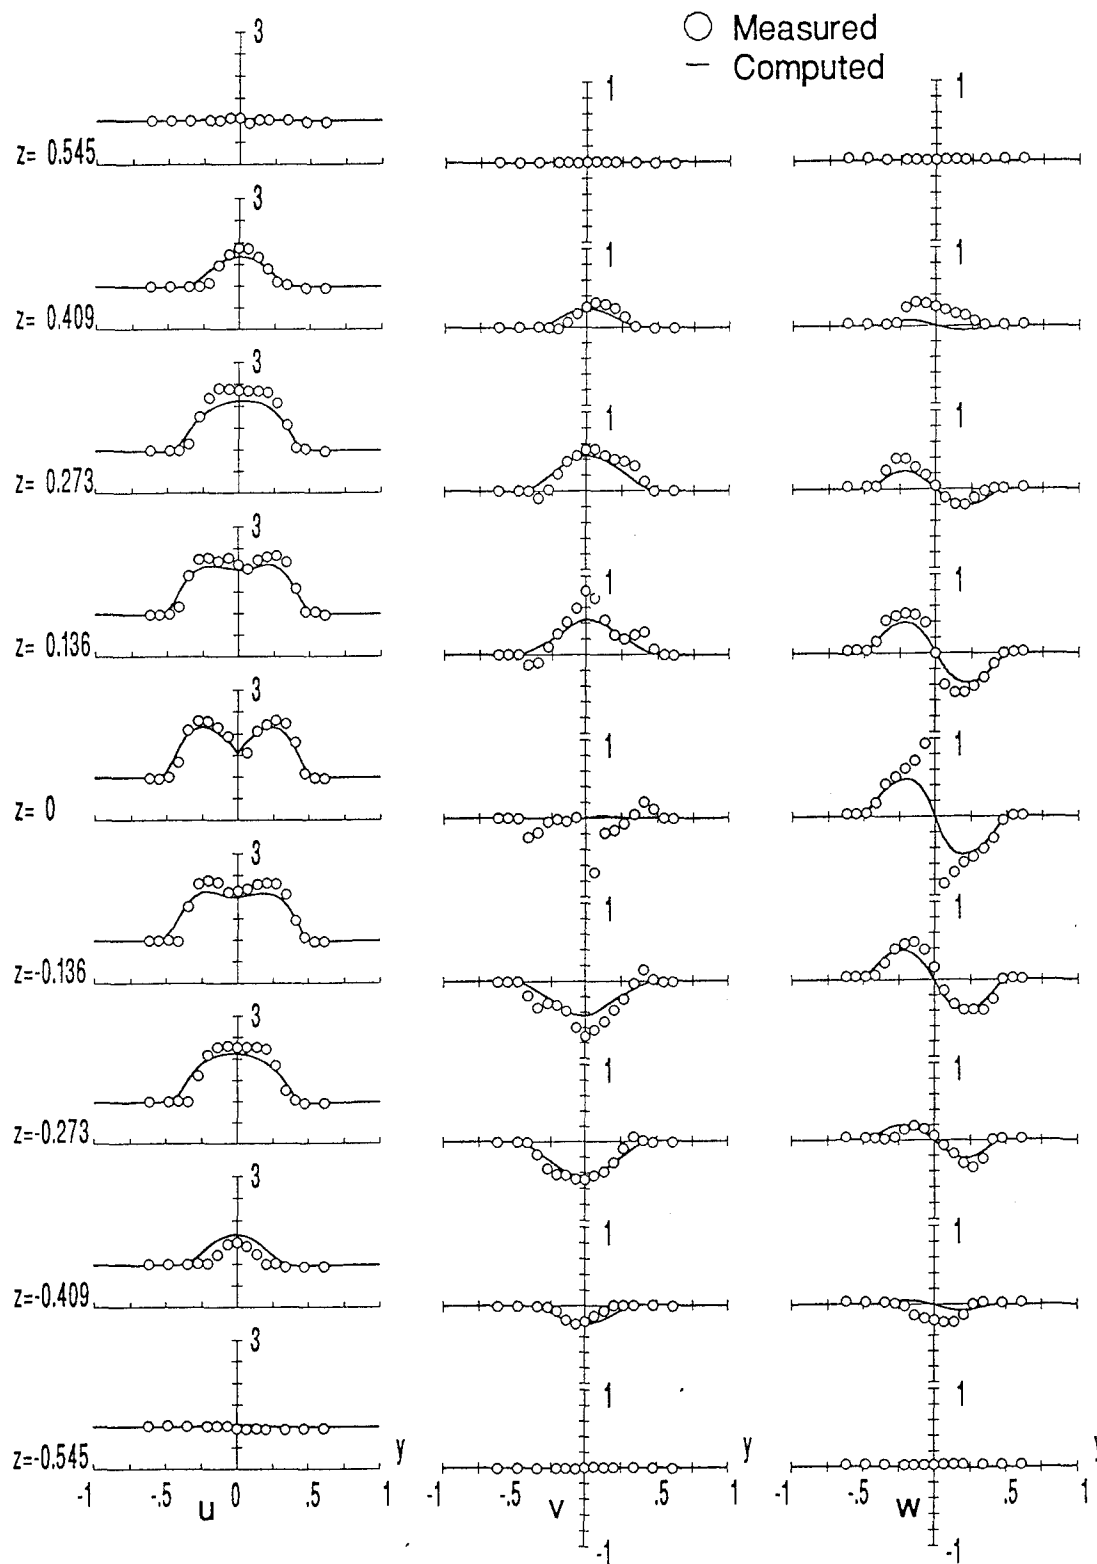 ○ Measured
— Computed
3
1
1
z= 0.545
3
1
1
z= 0.409
3
1
1
z= 0.273
3
1
1
z= 0.136
3
1
1
z= 0
3
1
1
z=-0.136
3
1
1
z=-0.273
3
1
1
z=-0.409
3
1
1
z=-0.545
y
y
y
-1 -.5 0 .5 1
-1 -.5 .5 1
-1 -.5 .5 1
u
v
w
-1
-1